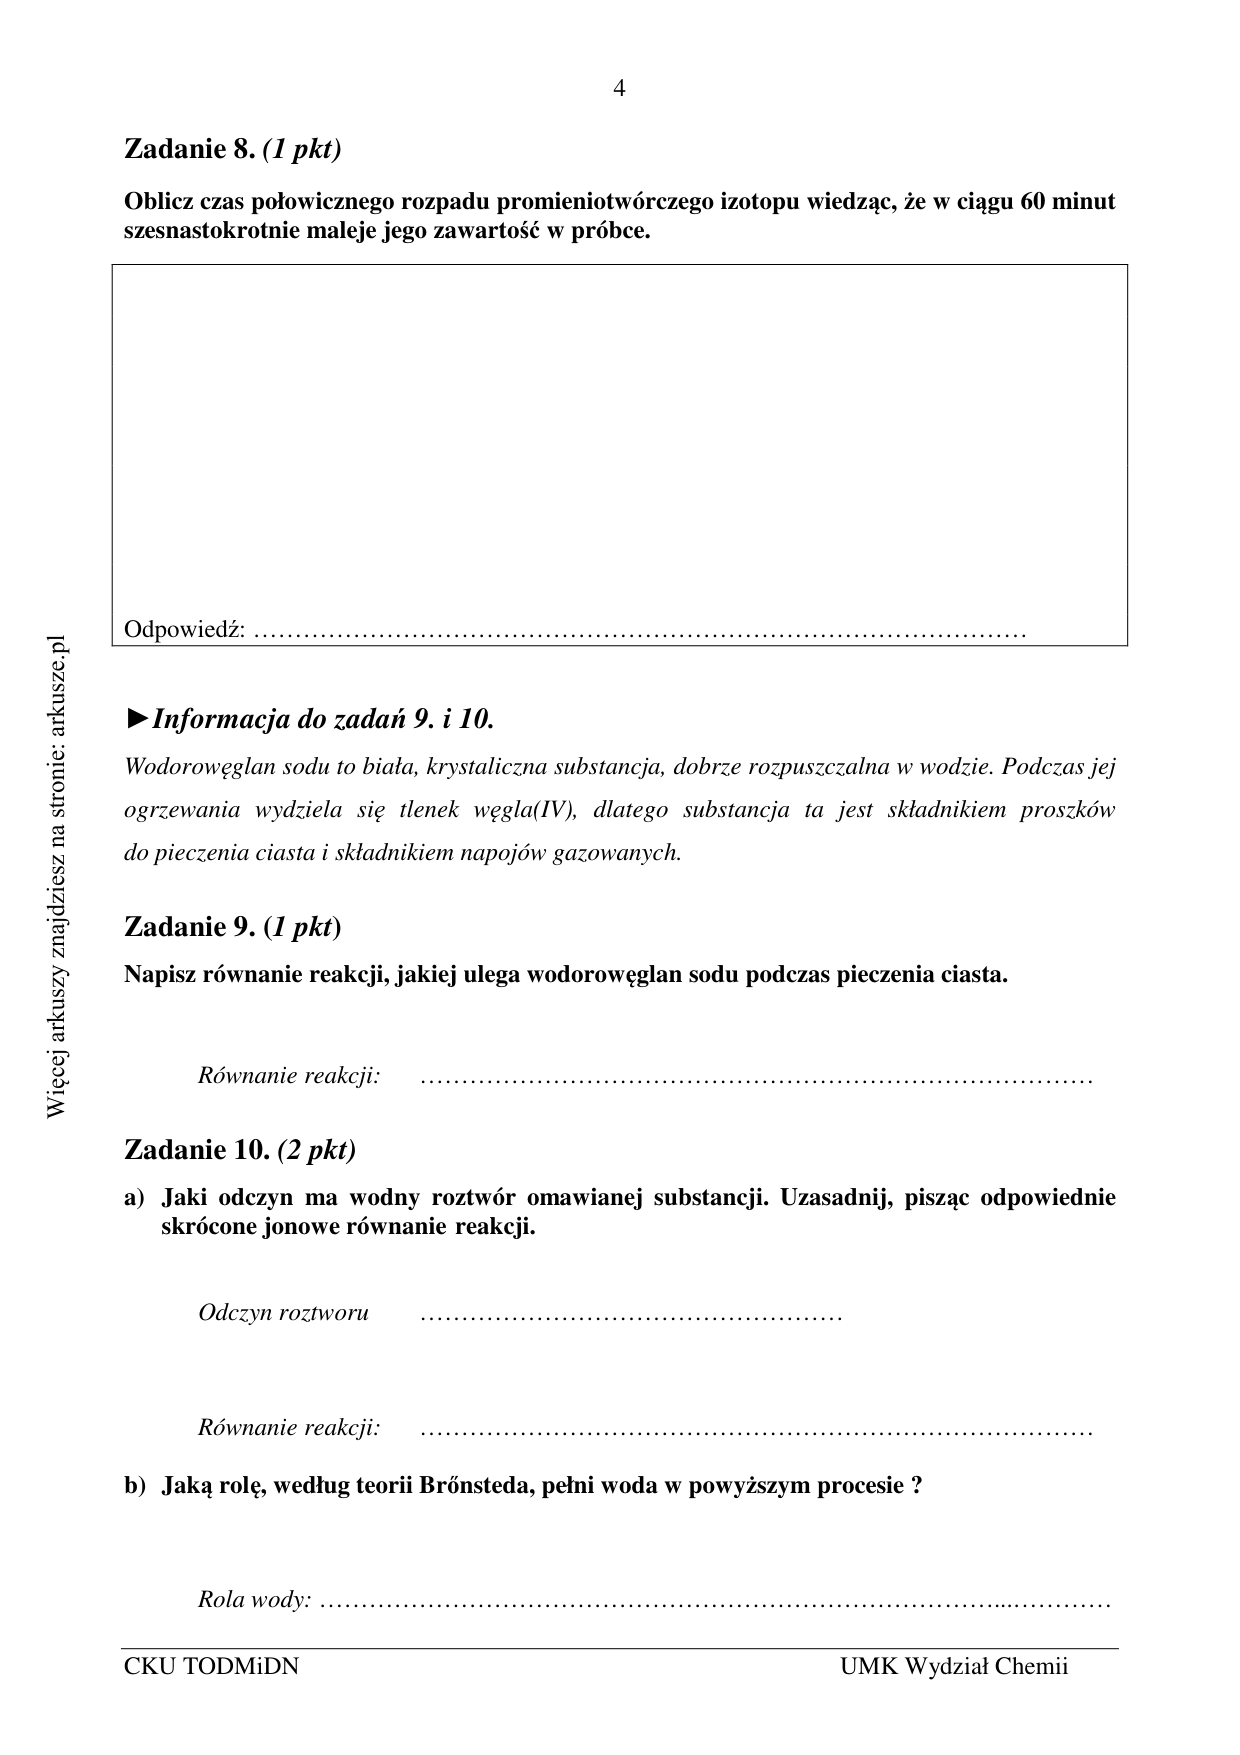 4
Zadanie 8. (1 pkt)
Oblicz czas połowicznego rozpadu promieniotwórczego izotopu wiedząc, że w ciągu 60 minut
szesnastokrotnie maleje jego zawartość w próbce.
Odpowiedź: …………………………………………………………………………………
►Informacja do zadań 9. i 10.
Wodorowęglan sodu to biała, krystaliczna substancja, dobrze rozpuszczalna w wodzie. Podczas jej
ogrzewania wydziela się tlenek węgla(IV), dlatego substancja ta jest składnikiem proszków
do pieczenia ciasta i składnikiem napojów gazowanych.
Zadanie 9. (1 pkt)
Napisz równanie reakcji, jakiej ulega wodorowęglan sodu podczas pieczenia ciasta.
Równanie reakcji: ………………………………………………………………………
Zadanie 10. (2 pkt)
a) Jaki odczyn ma wodny roztwór omawianej substancji. Uzasadnij, pisząc odpowiednie
skrócone jonowe równanie reakcji.
Odczyn roztworu ……………………………………………
Równanie reakcji: ………………………………………………………………………
b) Jaką rolę, według teorii Brőnsteda, pełni woda w powyższym procesie ?
Rola wody: ………………………………………………………………………...…………
CKU TODMiDN UMK Wydział Chemii
Więcej arkuszy znajdziesz na stronie: arkusze.pl